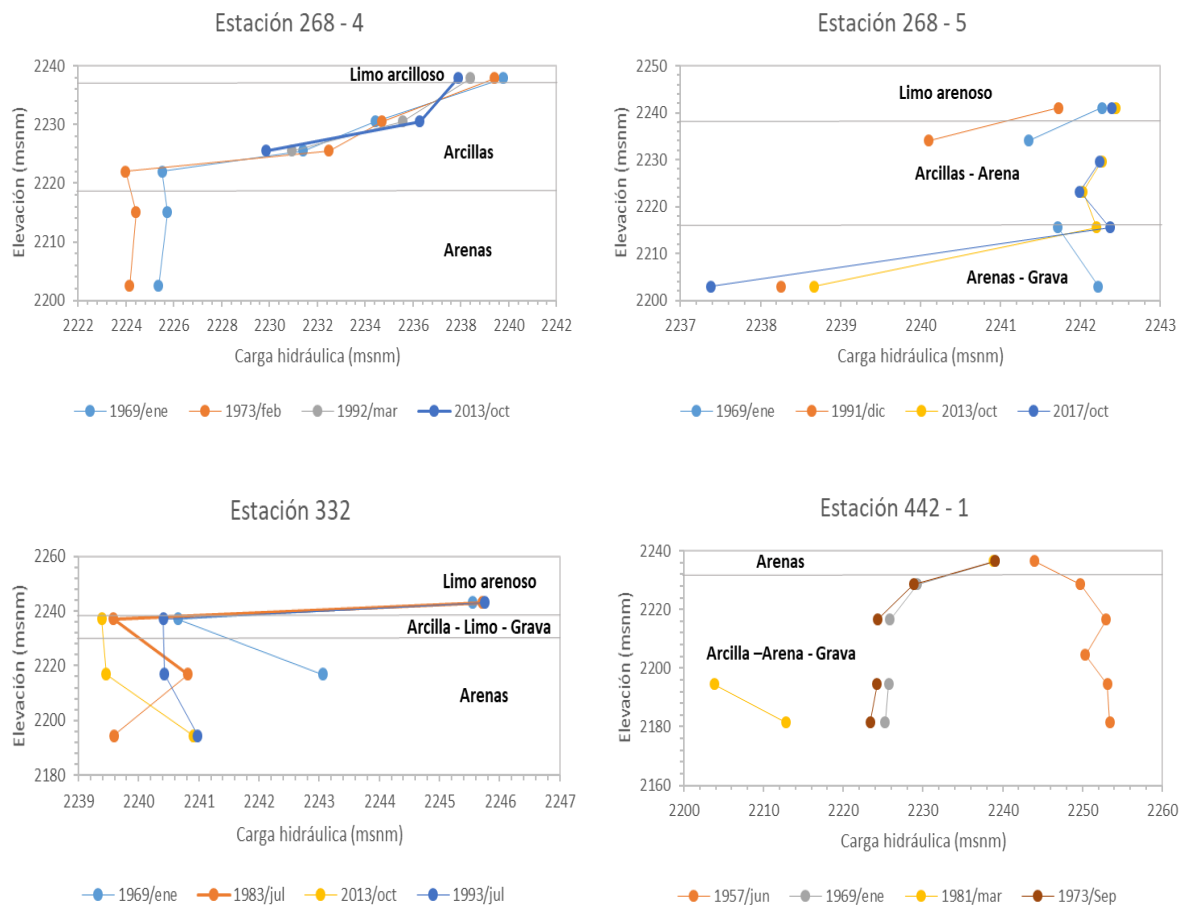 Estación 268 - 4
2240
2230
2220
2210
2200
Elevación (msnm)
Limo arcilloso
Arcillas
Arenas
2222 2224 2226 2228 2230 2232 2234 2236 2238 2240 2242
Carga hidráulica (msnm)
1969/ene 1973/feb 1992/mar 2013/oct
Estación 268 - 5
2250
2240
2230
2220
2210
2200
Elevación (msnm)
Limo arenoso
Arcillas - Arena
Arenas - Grava
2237 2238 2239 2240 2241 2242 2243
Carga hidráulica (msnm)
1969/ene 1991/dic 2013/oct 2017/oct
Estación 332
2260
2240
2220
2200
2180
Elevación (msnm)
Limo arenoso
Arcilla - Limo - Grava
Arenas
2239 2240 2241 2242 2243 2244 2245 2246 2247
Carga hidráulica (msnm)
1969/ene 1983/jul 2013/oct 1993/jul
Estación 442 - 1
2240
2220
2200
2180
2160
Elevación (msnm)
Arenas
Arcilla –Arena - Grava
2200 2210 2220 2230 2240 2250 2260
Carga hidráulica (msnm)
1957/jun 1969/ene 1981/mar 1973/Sep